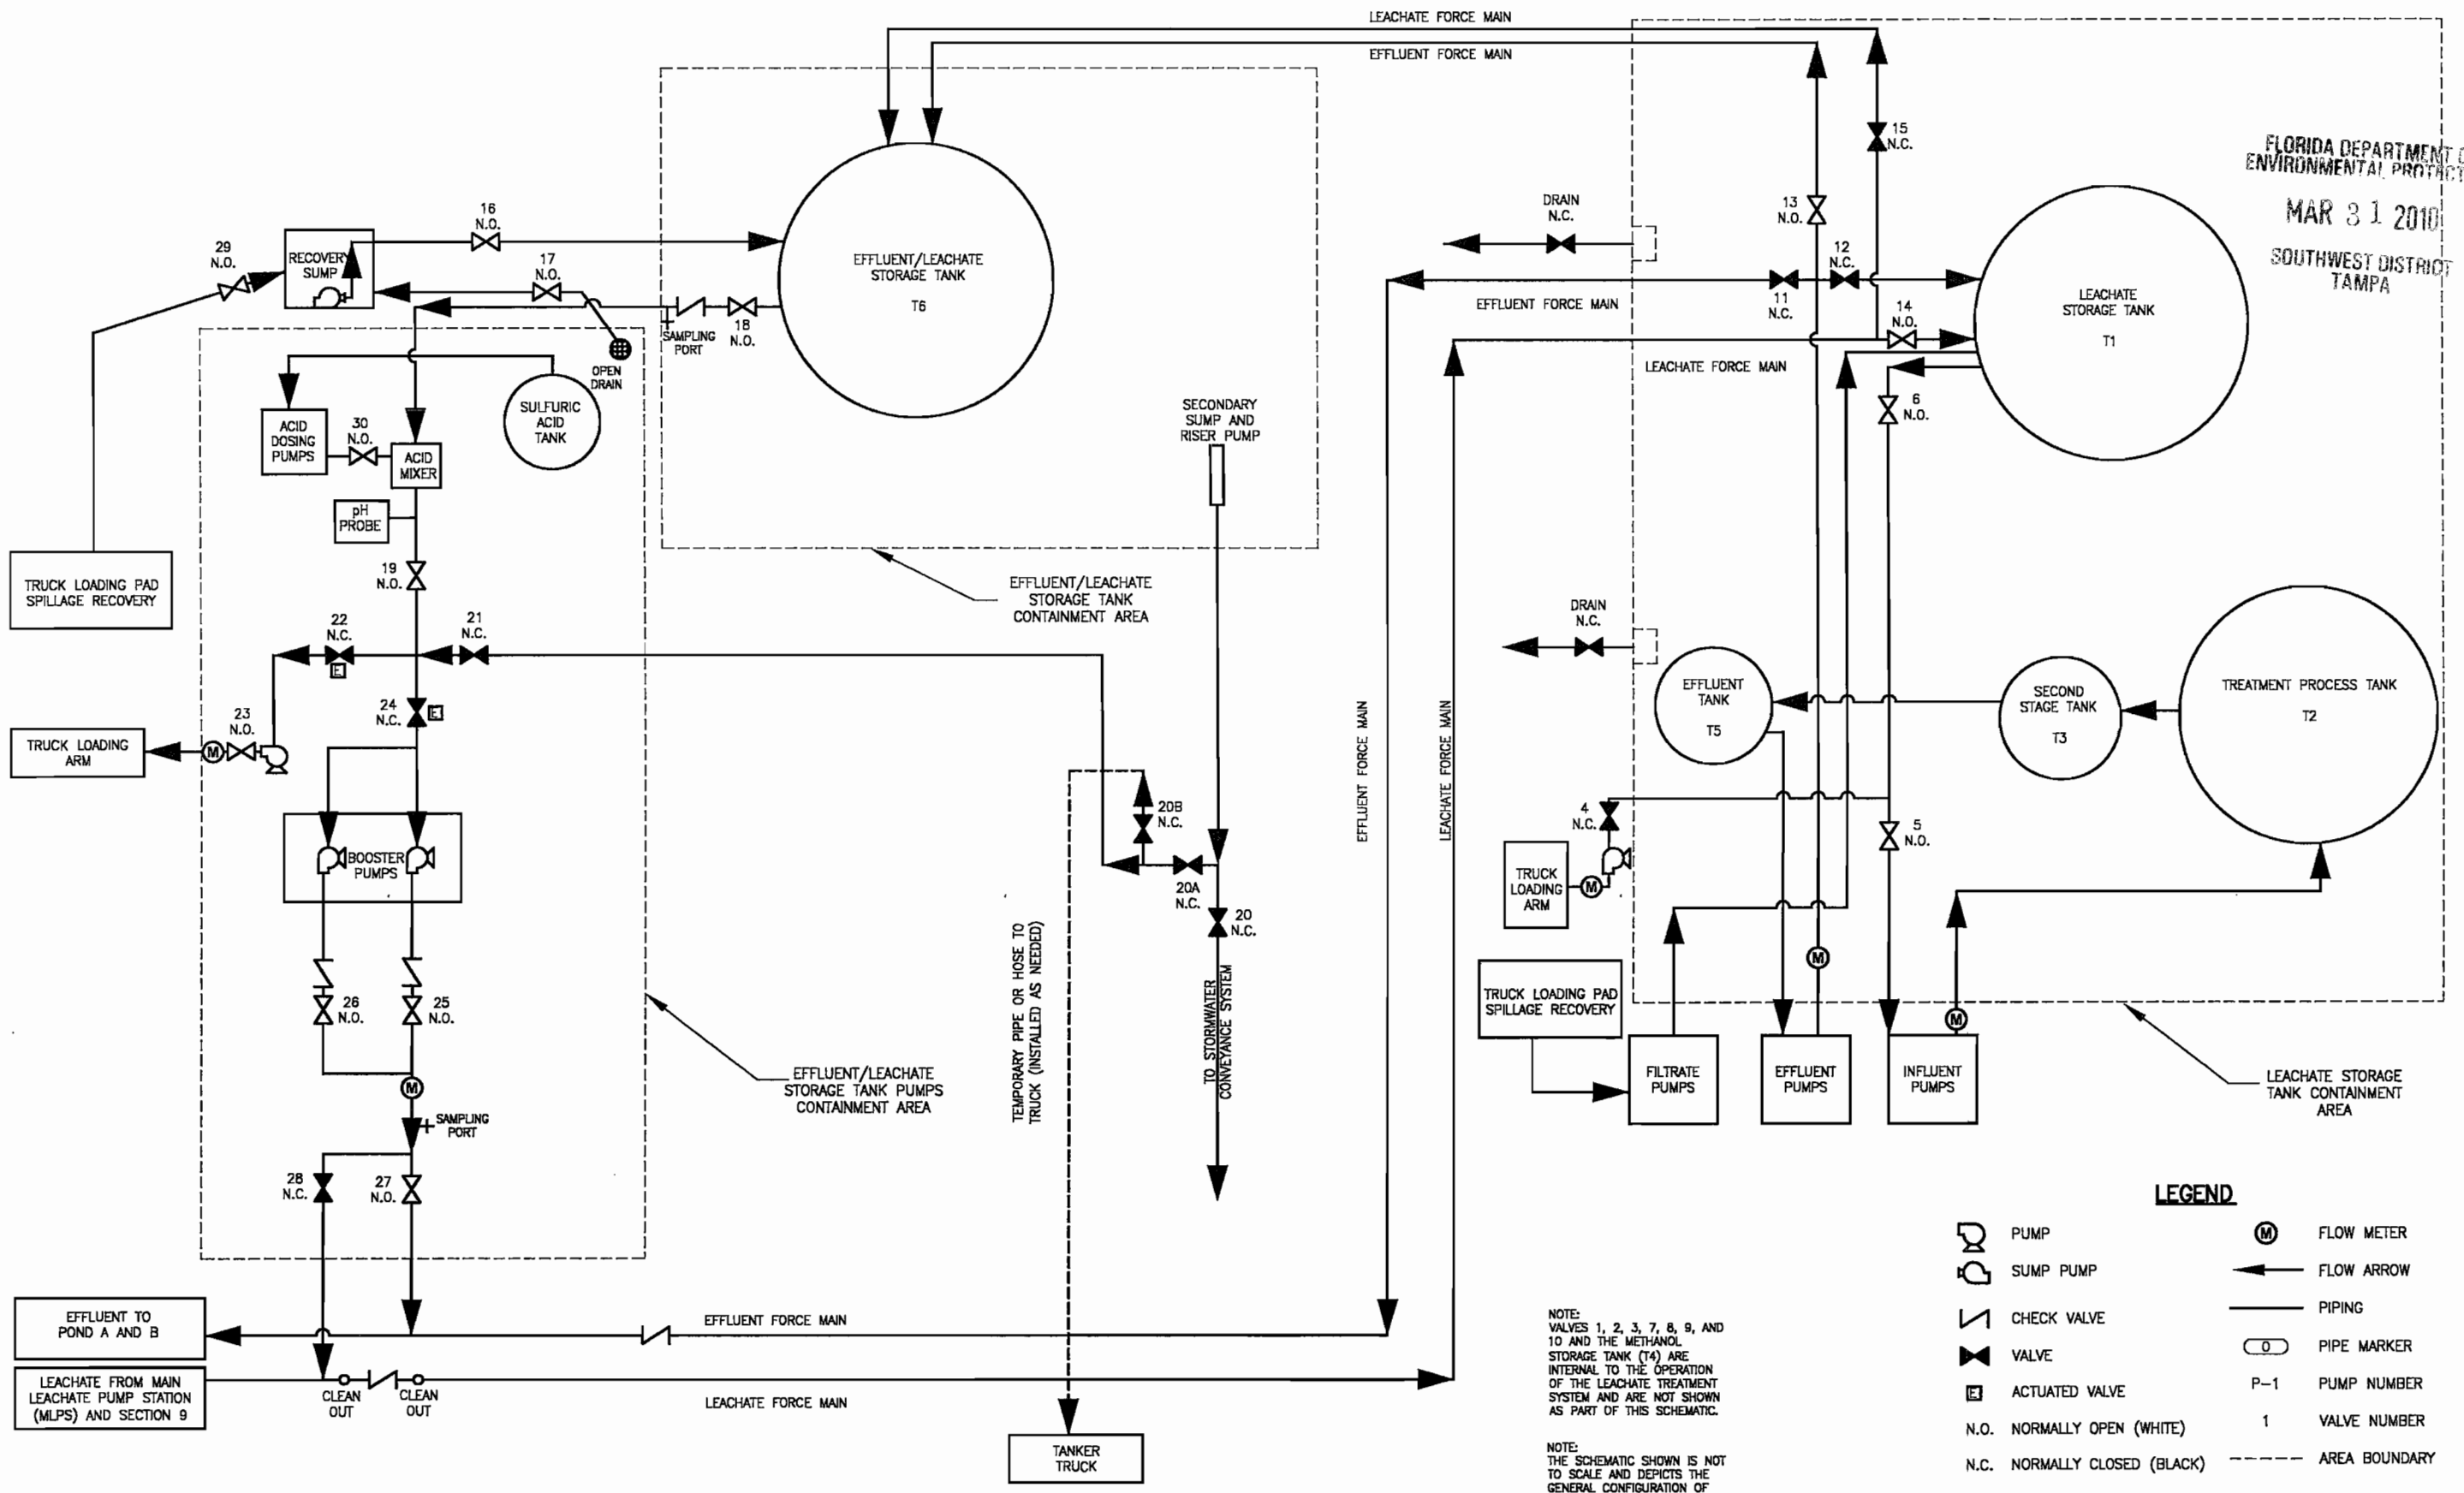 LEACHATE FORCE MAIN
EFFLUENT FORCE MAIN
FLORIDA DEPARTMENT
ENVIRONMENTAL
MAR 31 2010
SOUTHWEST DISTRICT
TAMPA
15
N.C.
13
N.O.
12
N.C.
11
N.C.
14
N.O.
6
N.O.
DRAIN
N.C.
EFFLUENT FORCE MAIN
LEACHATE FORCE MAIN
LEACHATE
STORAGE TANK
T1
16
N.O.
29
N.O.
RECOVERY
SUMP
17
N.O.
18
N.O.
SAMPLING
PORT
OPEN
DRAIN
EFFLUENT/LEACHATE
STORAGE TANK
T6
SULFURIC
ACID
TANK
ACID
DOSING
PUMPS
30
N.O.
ACID
MIXER
pH
PROBE
SECONDARY
SUMP AND
RISER PUMP
TRUCK LOADING PAD
SPILLAGE RECOVERY
19
N.O.
EFFLUENT/LEACHATE
STORAGE TANK
CONTAINMENT AREA
22
N.C.
E
21
N.C.
24
N.C.
E
23
N.O.
M
TRUCK LOADING
ARM
BOOSTER
PUMPS
26
N.O.
25
N.O.
M
SAMPLING
PORT
28
N.C.
27
N.O.
EFFLUENT/LEACHATE
STORAGE TANK PUMPS
CONTAINMENT AREA
20B
N.C.
20A
N.C.
20
N.C.
TEMPORARY PIPE OR HOSE TO
TRUCK (INSTALLED AS NEEDED)
TO STORMWATER
CONVEYANCE SYSTEM
EFFLUENT FORCE MAIN
LEACHATE FORCE MAIN
DRAIN
N.C.
EFFLUENT
TANK
T5
SECOND
STAGE TANK
T3
TREATMENT PROCESS TANK
T2
4
N.C.
5
N.O.
TRUCK
LOADING
ARM
M
M
M
TRUCK LOADING PAD
SPILLAGE RECOVERY
FILTRATE
PUMPS
EFFLUENT
PUMPS
INFLUENT
PUMPS
LEACHATE STORAGE
TANK CONTAINMENT
AREA
EFFLUENT TO
POND A AND B
EFFLUENT FORCE MAIN
LEACHATE FROM MAIN
LEACHATE PUMP STATION
(MLPS) AND SECTION 9
CLEAN
OUT
CLEAN
OUT
LEACHATE FORCE MAIN
TANKER
TRUCK
NOTE:
VALVES 1, 2, 3, 7, 8, 9, AND
10 AND THE METHANOL
STORAGE TANK (T4) ARE
INTERNAL TO THE OPERATION
OF THE LEACHATE TREATMENT
SYSTEM AND ARE NOT SHOWN
AS PART OF THIS SCHEMATIC.
NOTE:
THE SCHEMATIC SHOWN IS NOT
TO SCALE AND DEPICTS THE
GENERAL CONFIGURATION OF
LEGEND
PUMP
SUMP PUMP
CHECK VALVE
VALVE
E ACTUATED VALVE
N.O. NORMALLY OPEN (WHITE)
N.C. NORMALLY CLOSED (BLACK)
M FLOW METER
FLOW ARROW
PIPING
0 PIPE MARKER
P-1 PUMP NUMBER
1 VALVE NUMBER
AREA BOUNDARY